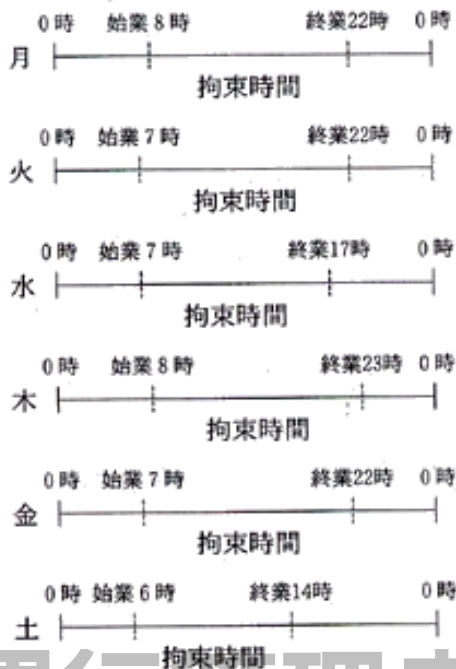 0時 始業8時 終業22時 0時
月
拘束時間
0時 始業7時 終業22時 0時
火
拘束時間
0時 始業7時 終業17時 0時
水
拘束時間
0時 始業8時 終業23時 0時
木
拘束時間
0時 始業7時 終業22時 0時
金
拘束時間
0時 始業6時 終業14時 0時
土
拘束時間